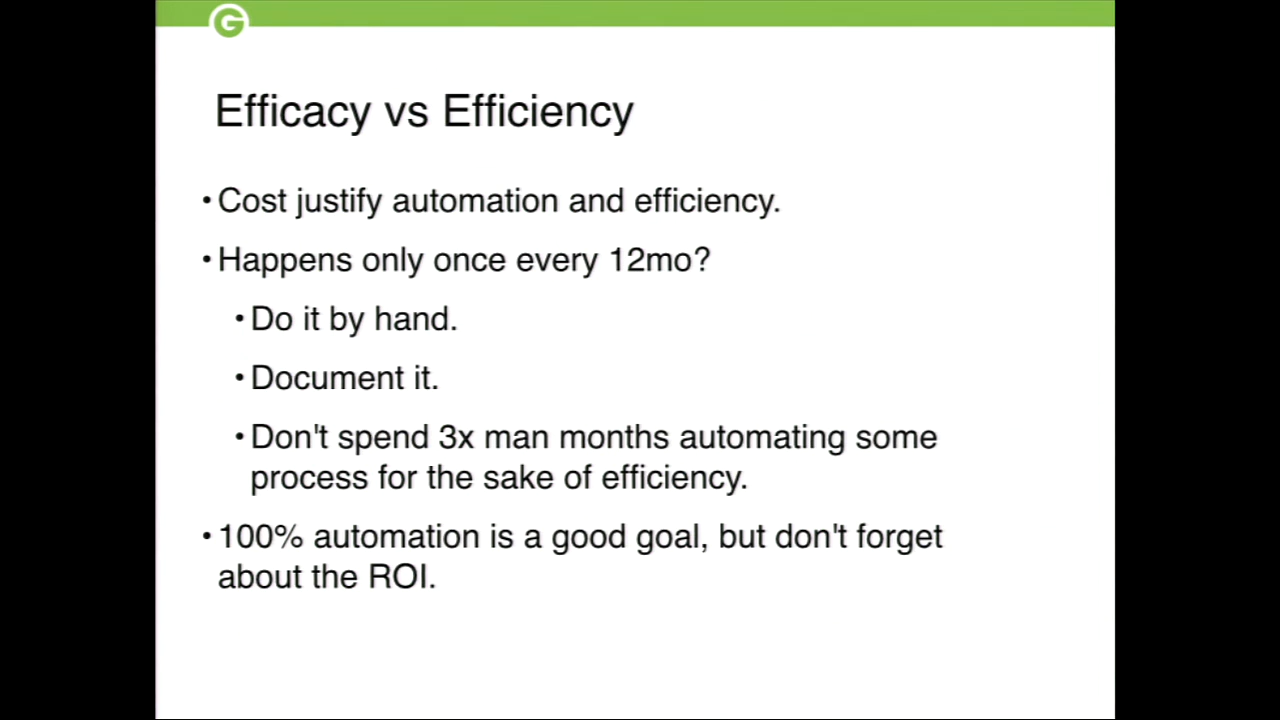 Efficacy vs Efficiency
• Cost justify automation and efficiency.
• Happens only once every 12mo?
• Do it by hand.
• Document it.
• Don't spend 3x man months automating some
process for the sake of efficiency.
• 100% automation is a good goal, but don't forget
about the ROI.